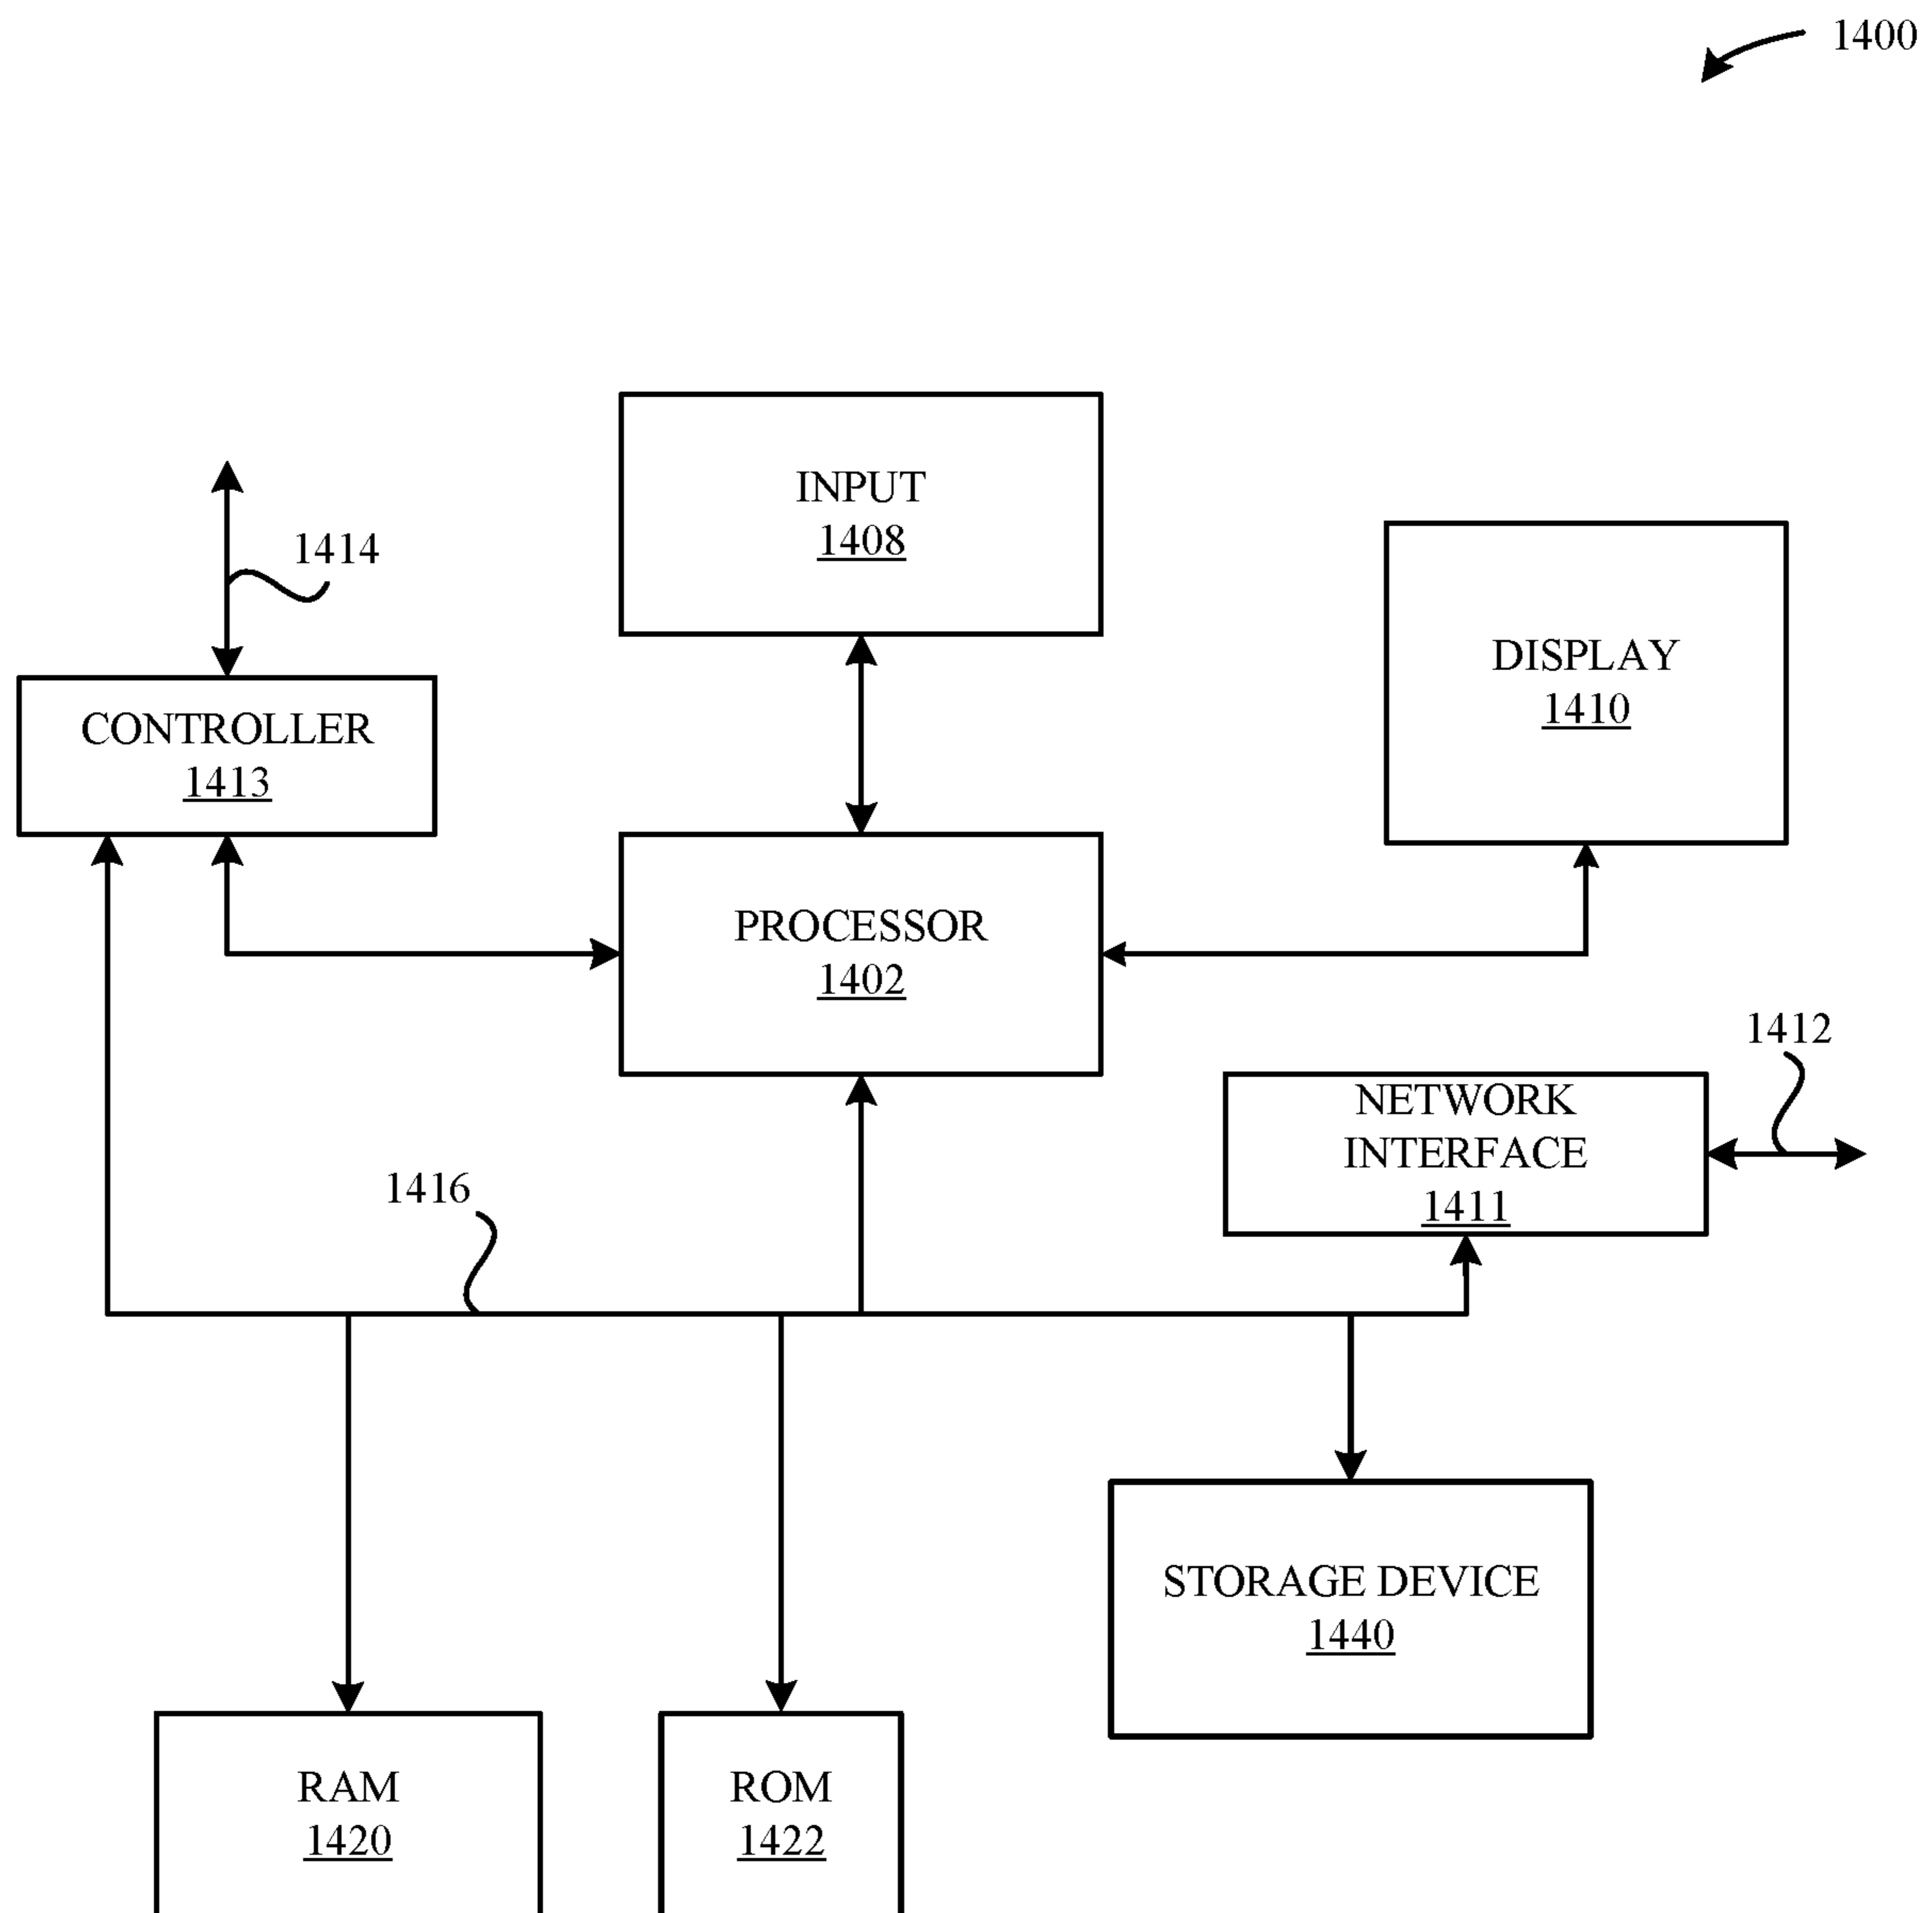 1400
INPUT
1408
1414
DISPLAY
1410
CONTROLLER
1413
PROCESSOR
1402
1412
NETWORK
INTERFACE
1411
1416
STORAGE DEVICE
1440
RAM
1420
ROM
1422